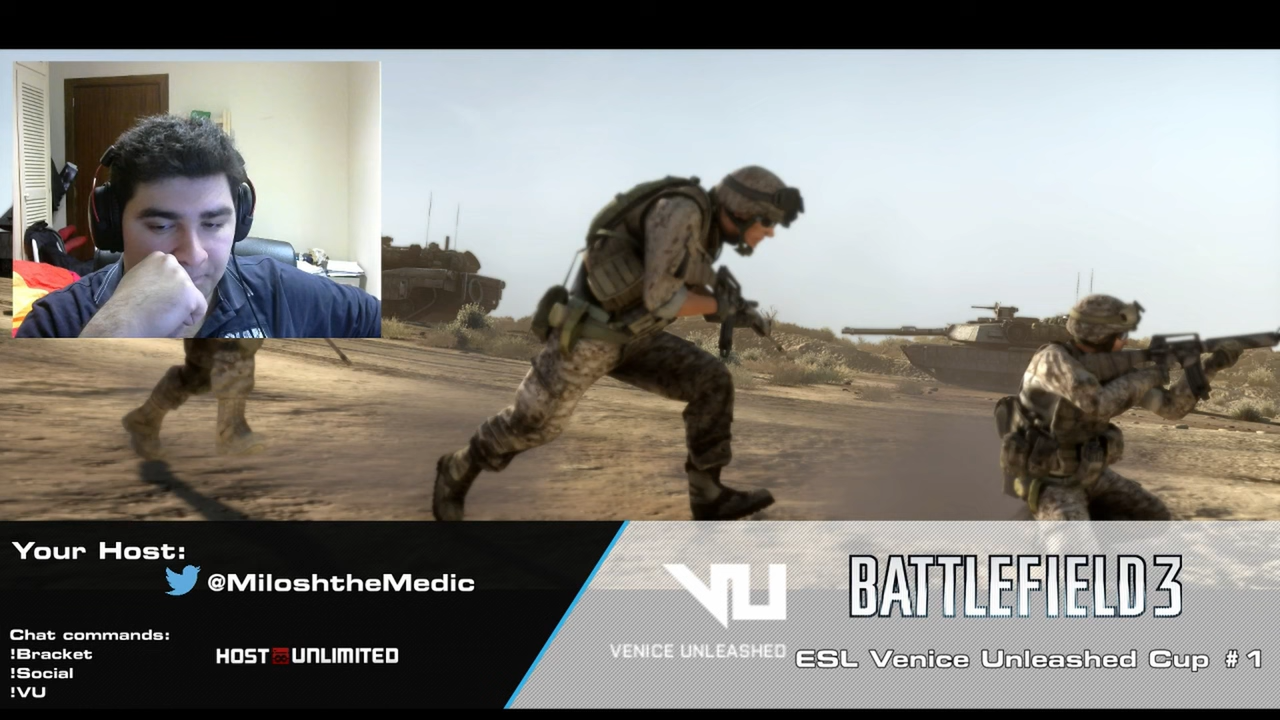 Your Host:
@MiloshtheMedic
Chat commands:
!Bracket
!Social
!VU
HOST UNLIMITED
VU
VENICE UNLEASHED
BATTLEFIELD 3
ESL Venice Unleashed Cup #1